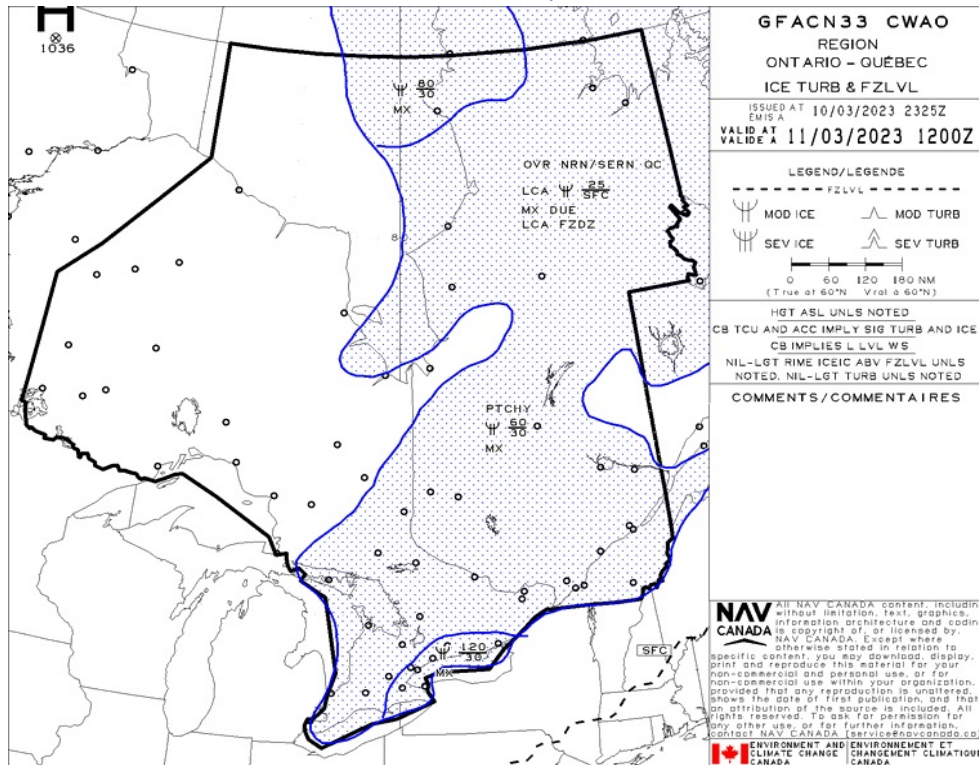 H
1036
80
30
MX
OVR NRN/SERN QC
LCA 25
SFC
MX DUE
LCA FZDZ
8
PTCHY
60
30
MX
120
30
MX
SFC
GFACN33 CWAO
REGION
ONTARIO – QUÉBEC
ICE TURB & FZLVL
ISSUED AT 10/03/2023 2325Z
ÉMIS A
VALID AT 11/03/2023 1200Z
VALIDE A
LEGEND/LÉGENDE
FZLVL
MOD ICE MOD TURB
SEV ICE SEV TURB
0 60 120 180 NM
(True at 60°N Vrai à 60°N)
HGT ASL UNLS NOTED
CB TCU AND ACC IMPLY SIG TURB AND ICE
CB IMPLIES L LVL WS
NIL-LGT RIME ICEIC ABV FZLVL UNLS
NOTED. NIL-LGT TURB UNLS NOTED
COMMENTS/COMMENTAIRES
NAV
CANADA
All NAV CANADA content, including
without limitation, text, graphics,
information architecture and coding
is copyright of, or licensed by,
NAV CANADA. Except where
otherwise stated in relation to
specific content, you may download, display,
print and reproduce this material for your
non-commercial and personal use, or for
non-commercial use within your organization,
provided that any reproduction is unaltered,
shows the date of first publication, and that
an attribution of the source is included. All
rights reserved. To ask for permission for
any other use, or for further information,
contact NAV CANADA [service@navcanada.ca]
ENVIRONMENT AND ENVIRONNEMENT ET
CLIMATE CHANGE CHANGEMENT CLIMATIQUE
CANADA CANADA